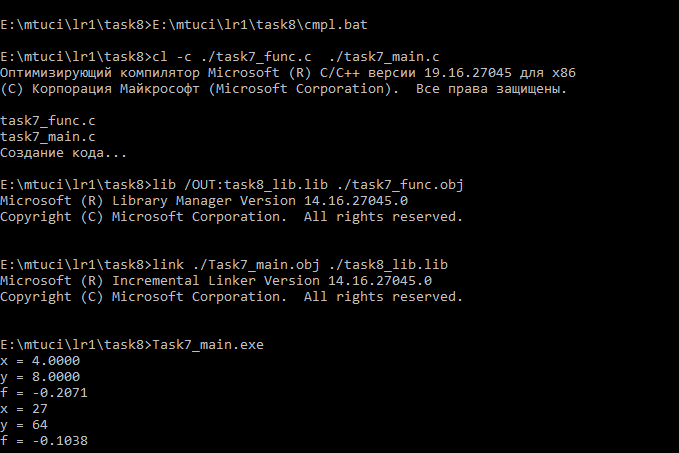 E:\mtuci\lr1\task8>E:\mtuci\lr1\task8\cmpl.bat
E:\mtuci\lr1\task8>cl -c ./task7_func.c  ./task7_main.c
Оптимизирующий компилятор Microsoft (R) C/C++ версии 19.16.27045 для x86
(C) Корпорация Майкрософт (Microsoft Corporation).  Все права защищены.
task7_func.c
task7_main.c
Создание кода...
E:\mtuci\lr1\task8>lib /OUT:task8_lib.lib ./task7_func.obj
Microsoft (R) Library Manager Version 14.16.27045.0
Copyright (C) Microsoft Corporation.  All rights reserved.
E:\mtuci\lr1\task8>link ./Task7_main.obj ./task8_lib.lib
Microsoft (R) Incremental Linker Version 14.16.27045.0
Copyright (C) Microsoft Corporation.  All rights reserved.
E:\mtuci\lr1\task8>Task7_main.exe
x = 4.0000
y = 8.0000
f = -0.2071
x = 27
y = 64
f = -0.1038